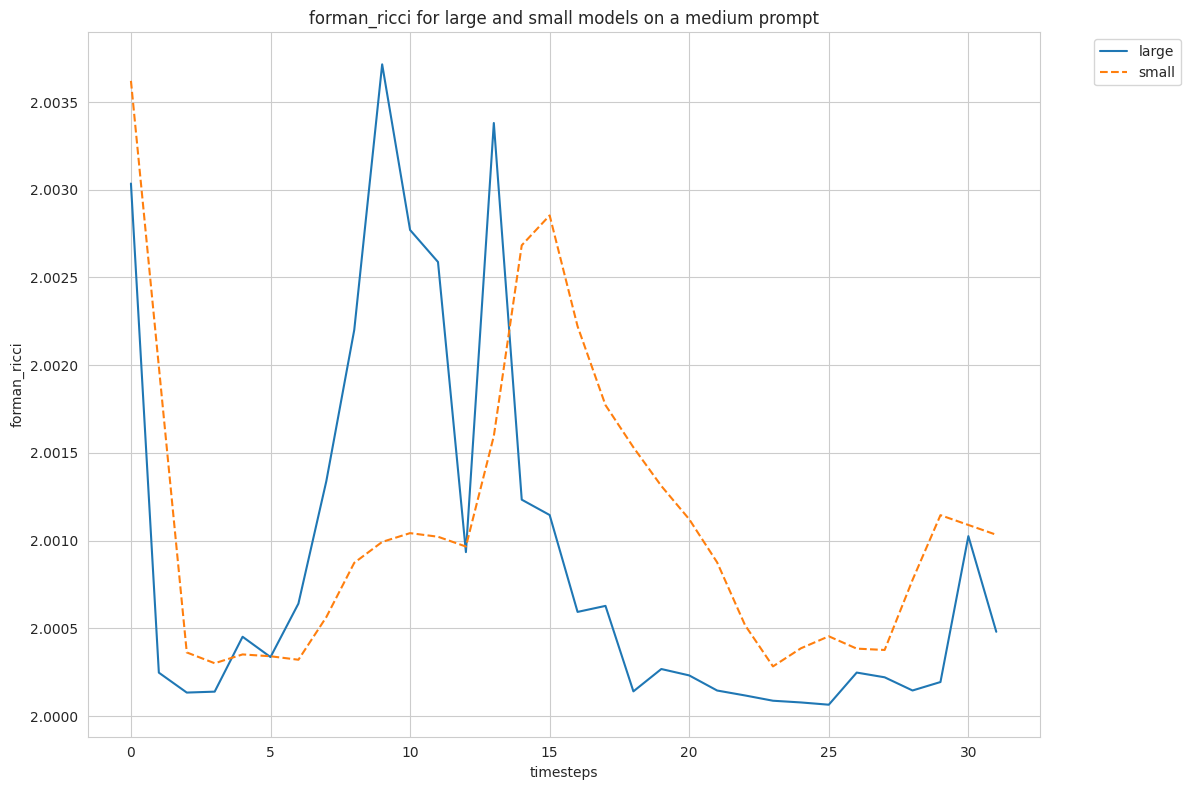 forman_ricci for large and small models on a medium prompt
large
small
2.0035
2.0030
2.0025
2.0020
2.0015
2.0010
2.0005
2.0000
forman_ricci
0 5 10 15 20 25 30
timesteps